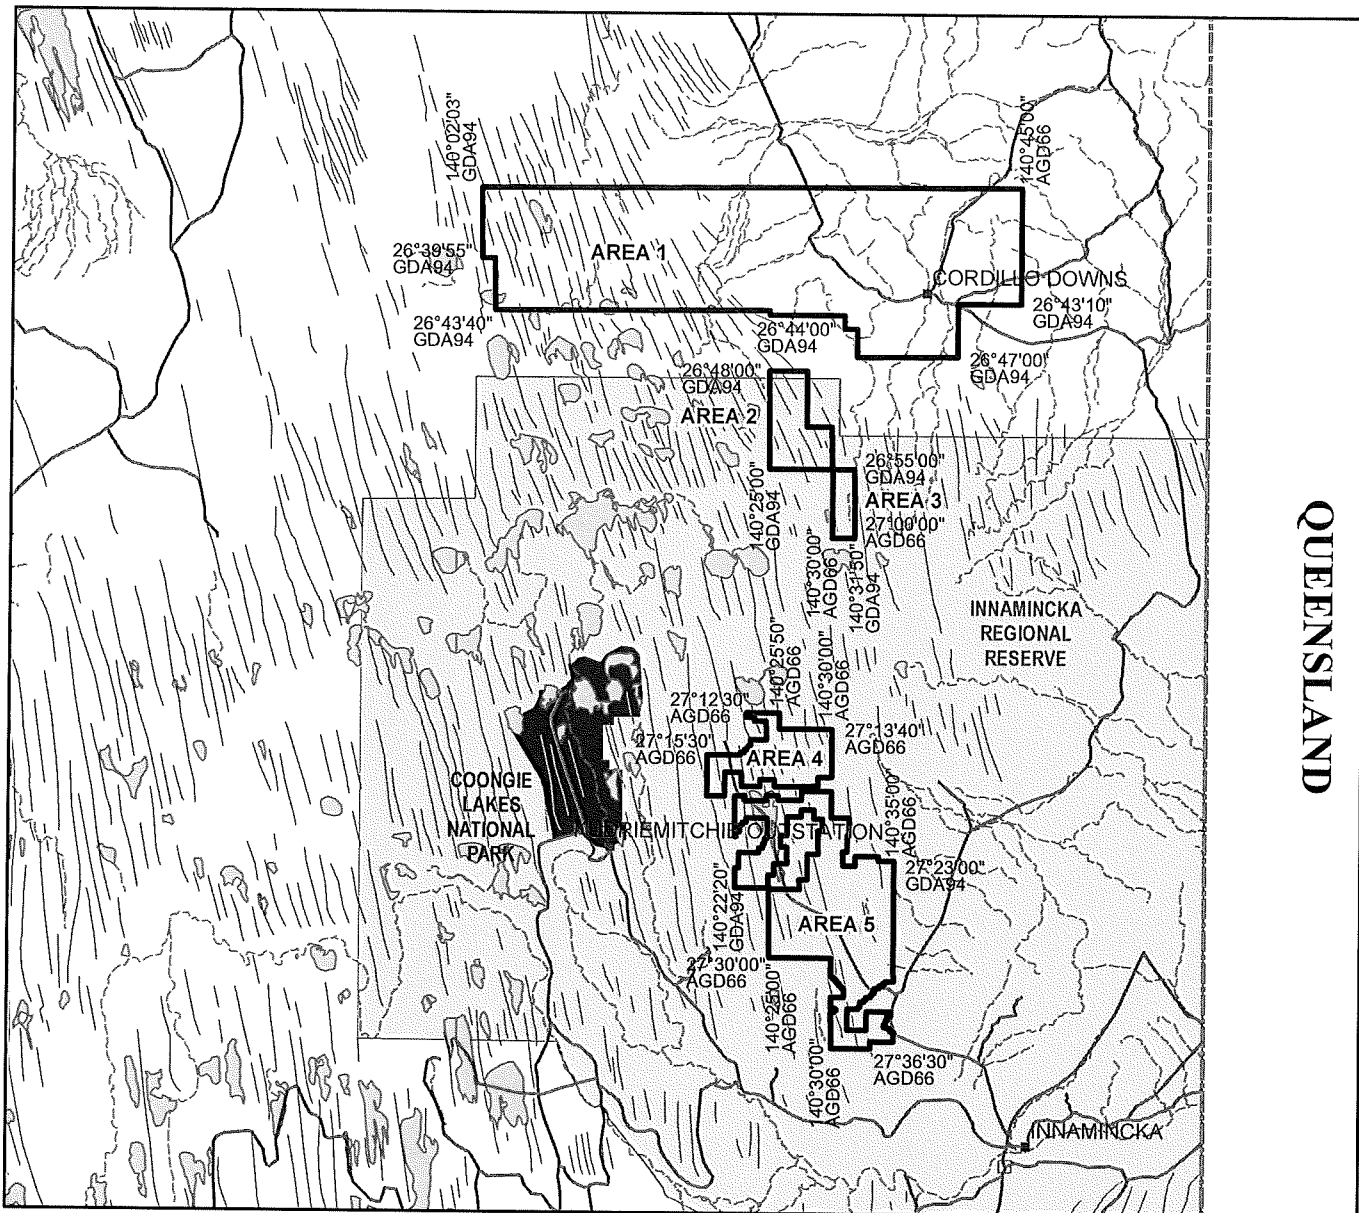 140°02'03"
GDA94
140°45'00"
AGD66
26°39'55"
GDA94
AREA 1
CORDILLO DOWNS
26°43'10"
GDA94
26°43'40"
GDA94
26°44'00"
GDA94
26°47'00"
GDA94
26°48'00"
GDA94
AREA 2
140°25'00"
GDA94
26°55'00"
GDA94
AREA 3
27°00'00"
AGD66
140°30'00"
AGD66
140°31'50"
GDA94
INNAMINCKA
REGIONAL
RESERVE
QUEENSLAND
140°25'50"
AGD66
140°30'00"
AGD66
27°12'30"
AGD66
27°13'40"
AGD66
27°15'30"
AGD66
AREA 4
COONGIE
LAKES
NATIONAL
PARK
OUTSTATION
140°35'00"
AGD66
27°23'00"
GDA94
140°22'20"
GDA94
AREA 5
27°30'00"
AGD66
140°25'00"
AGD66
140°30'00"
AGD66
27°36'30"
AGD66
INNAMINCKA